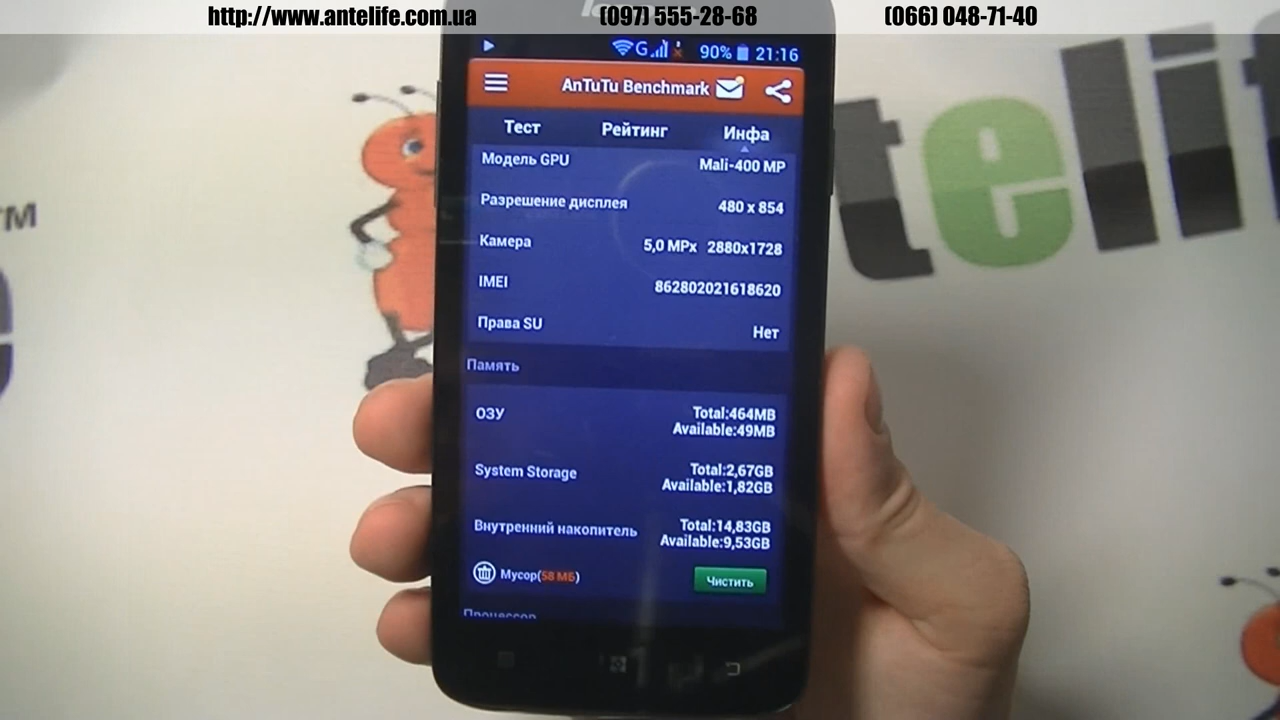 http://www.antelife.com.ua (097) 555-28-68 (066) 048-71-40
G 90% 21:16
AnTuTu Benchmark
Тест Рейтинг Инфа
Модель GPU Mali-400 MP
Разрешение дисплея 480 x 854
Камера 5,0 MPx 2880x1728
IMEI 862802021618620
Права SU Нет
Память
ОЗУ Total:464MB
Available:49MB
System Storage Total:2,67GB
Available:1,82GB
Внутренний накопитель Total:14,83GB
Available:9,53GB
Мусор(58 МБ) Чистить
Процессор
TM
telif